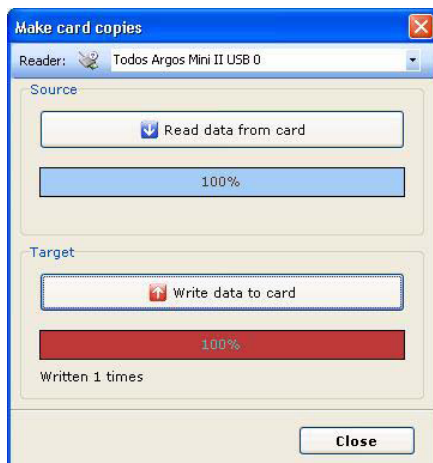 Make card copies
Reader: Todos Argos Mini II USB 0
Source
Read data from card
100%
Target
Write data to card
100%
Written 1 times
Close